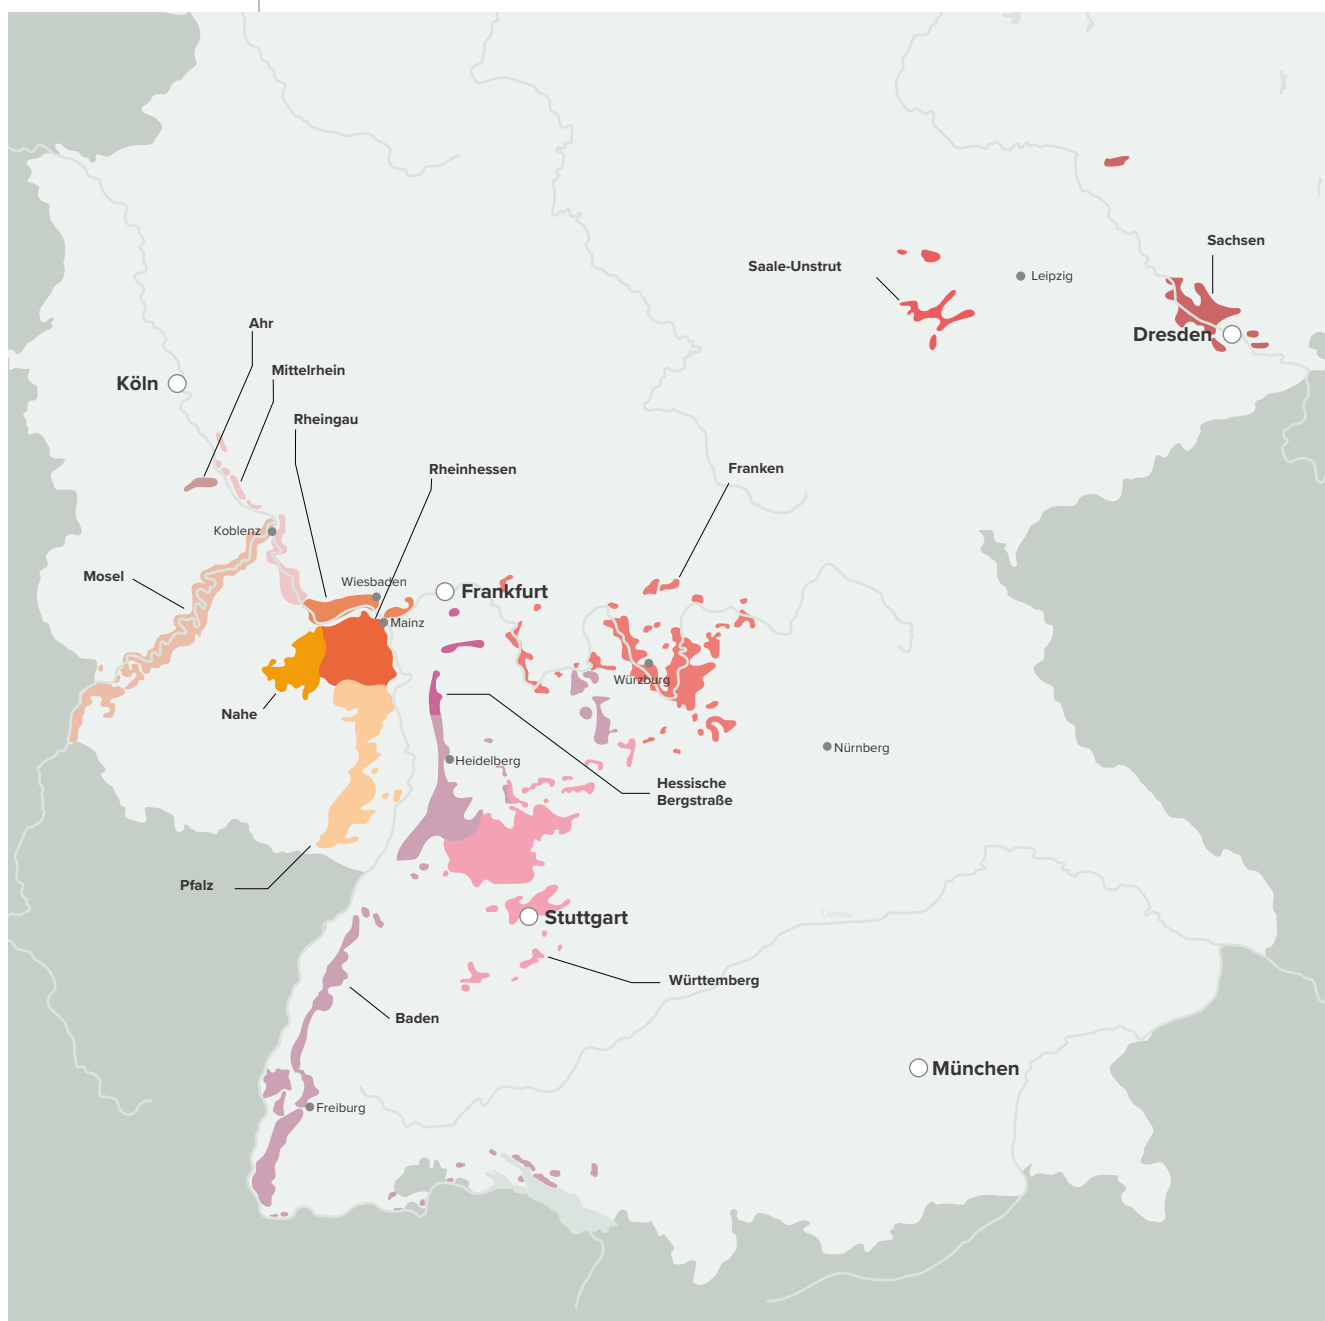 Sachsen
Saale-Unstrut
Leipzig
Ahr
Dresden
Mittelrhein
Köln
Rheingau
Rheinhessen
Franken
Koblenz
Mosel
Wiesbaden
Frankfurt
Mainz
Würzburg
Nahe
Nürnberg
Heidelberg
Hessische
Bergstraße
Pfalz
Donau
Stuttgart
Württemberg
Baden
München
Freiburg